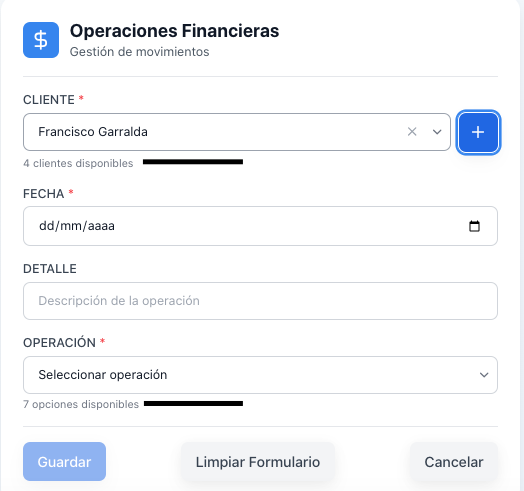 $
Operaciones Financieras
Gestión de movimientos
CLIENTE *
Francisco Garralda
4 clientes disponibles
FECHA *
dd/mm/aaaa
DETALLE
Descripción de la operación
OPERACIÓN *
Seleccionar operación
7 opciones disponibles
Guardar Limpiar Formulario Cancelar